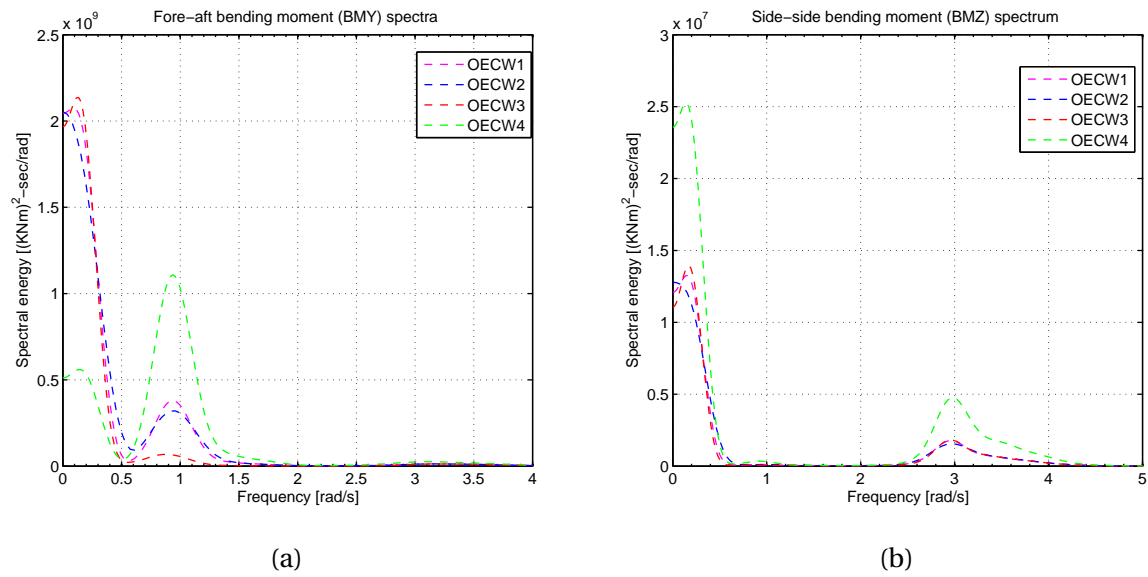 Fore−aft bending moment (BMY) spectra
x 10^9
2.5
2
1.5
1
0.5
0
0 0.5 1 1.5 2 2.5 3 3.5 4
Frequency [rad/s]
Spectral energy [(KNm)^2−sec/rad]
OECW1
OECW2
OECW3
OECW4
(a)
Side−side bending moment (BMZ) spectrum
x 10^7
3
2.5
2
1.5
1
0.5
0
0 1 2 3 4 5
Frequency [rad/s]
Spectral energy [(KNm)^2−sec/rad]
OECW1
OECW2
OECW3
OECW4
(b)